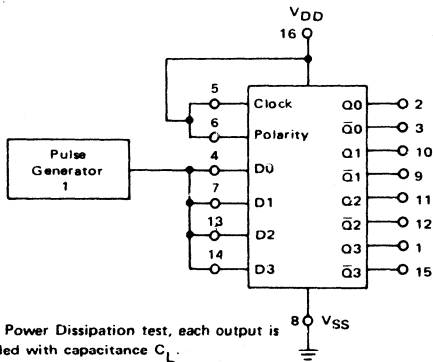 VDD
16
5
Clock
6
Polarity
Pulse
Generator
1
4
D0
7
D1
13
D2
14
D3
Q0
2
Q̅0
3
Q1
10
Q̅1
9
Q2
11
Q̅2
12
Q3
1
Q̅3
15
8
VSS
Power Dissipation test, each output is
led with capacitance CL.